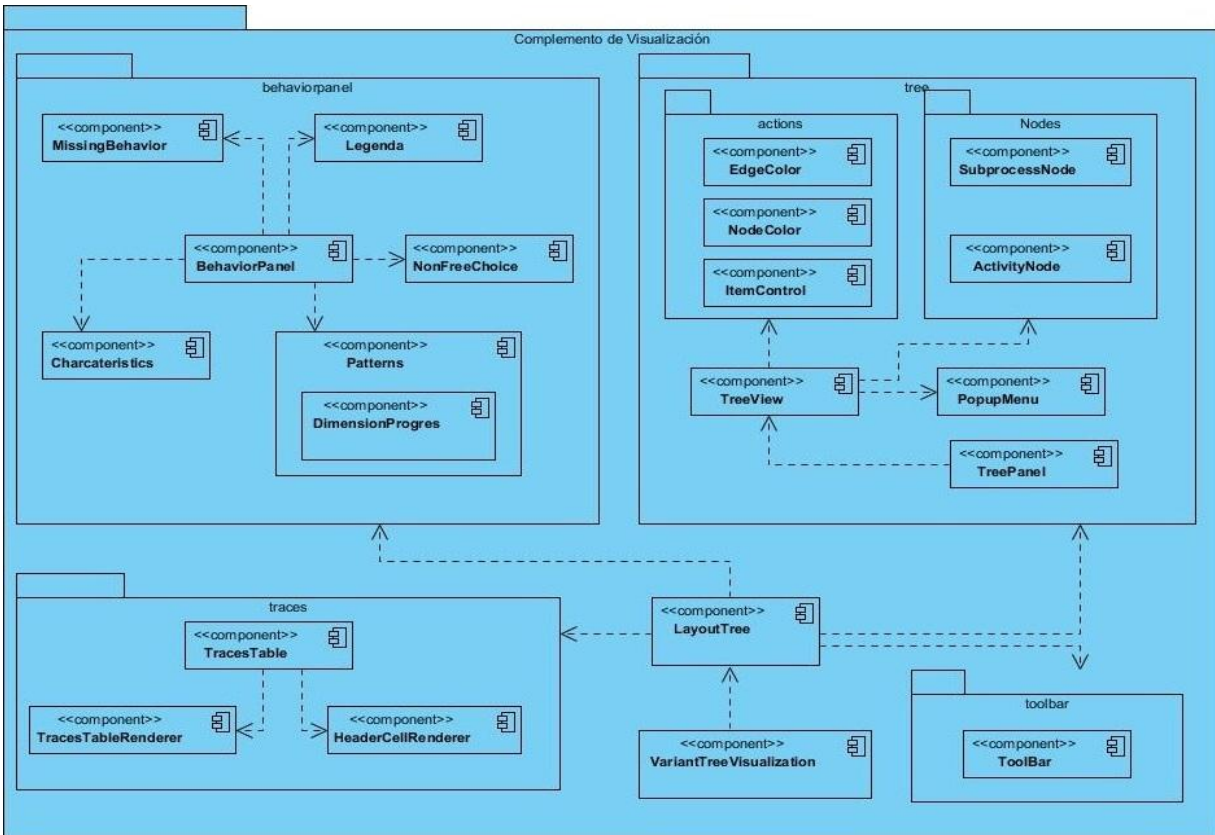 Complemento de Visualización
behaviorpanel
<<component>>
MissingBehavior
<<component>>
Legenda
<<component>>
BehaviorPanel
<<component>>
NonFreeChoice
<<component>>
Charcateristics
<<component>>
Patterns
<<component>>
DimensionProgres
tree
actions
<<component>>
EdgeColor
<<component>>
NodeColor
<<component>>
ItemControl
Nodes
<<component>>
SubprocessNode
<<component>>
ActivityNode
<<component>>
TreeView
<<component>>
PopupMenu
<<component>>
TreePanel
traces
<<component>>
TracesTable
<<component>>
TracesTableRenderer
<<component>>
HeaderCellRenderer
<<component>>
LayoutTree
<<component>>
VariantTreeVisualization
toolbar
<<component>>
ToolBar